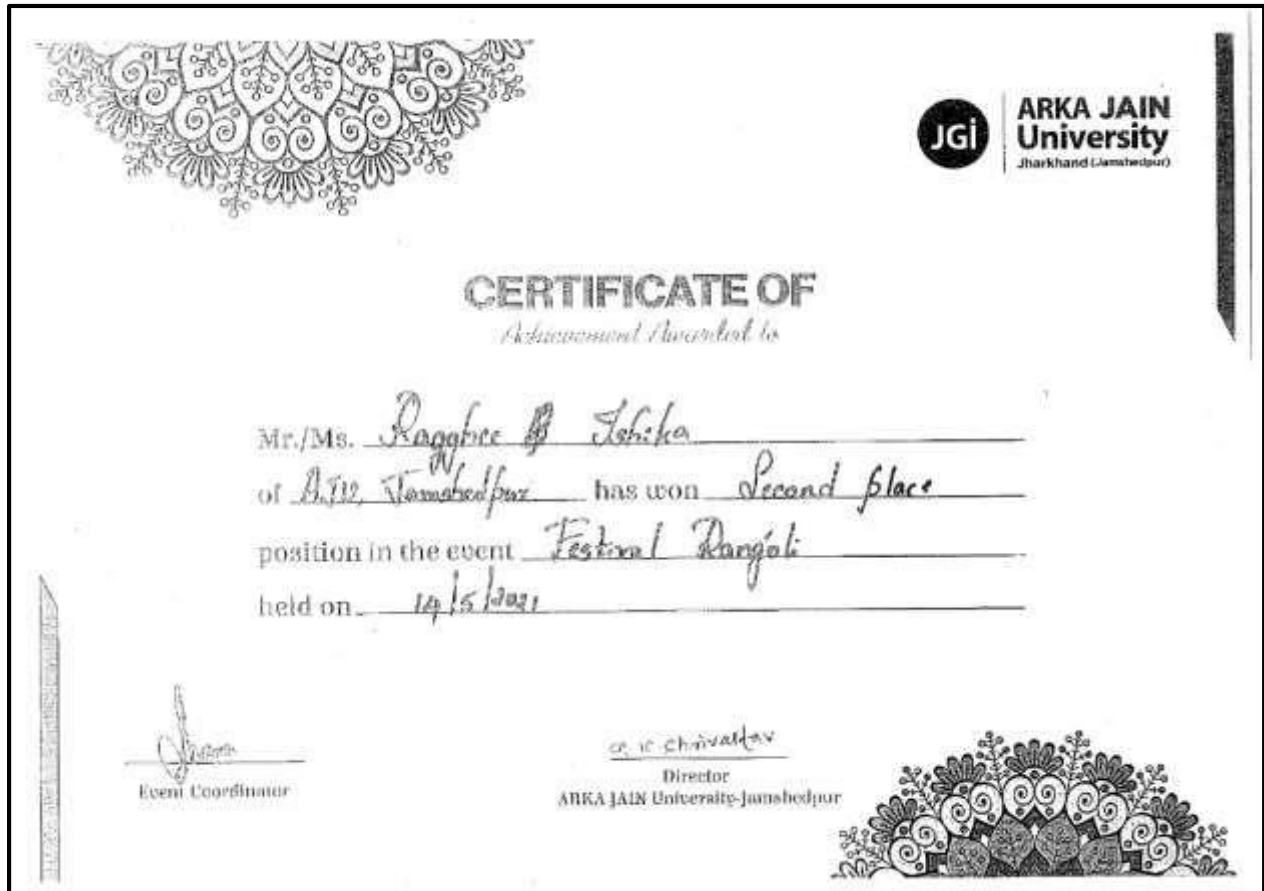 JGi
ARKA JAIN
University
Jharkhand (Jamshedpur)
CERTIFICATE OF
Achievement Awarded to
Mr./Ms. Ishika
of Jamshedpur has won Second place
position in the event Festival Rangoli
held on 14/5/2021
Event Coordinator
Director
ARKA JAIN University-Jamshedpur